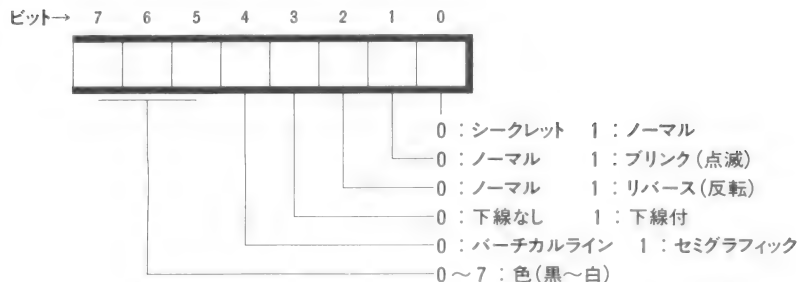 ビット→ 7 6 5 4 3 2 1 0
0：シークレット 1：ノーマル
0：ノーマル 1：ブリンク(点滅)
0：ノーマル 1：リバース(反転)
0：下線なし 1：下線付
0：バーチカルライン 1：セミグラフィック
0～7：色(黒～白)